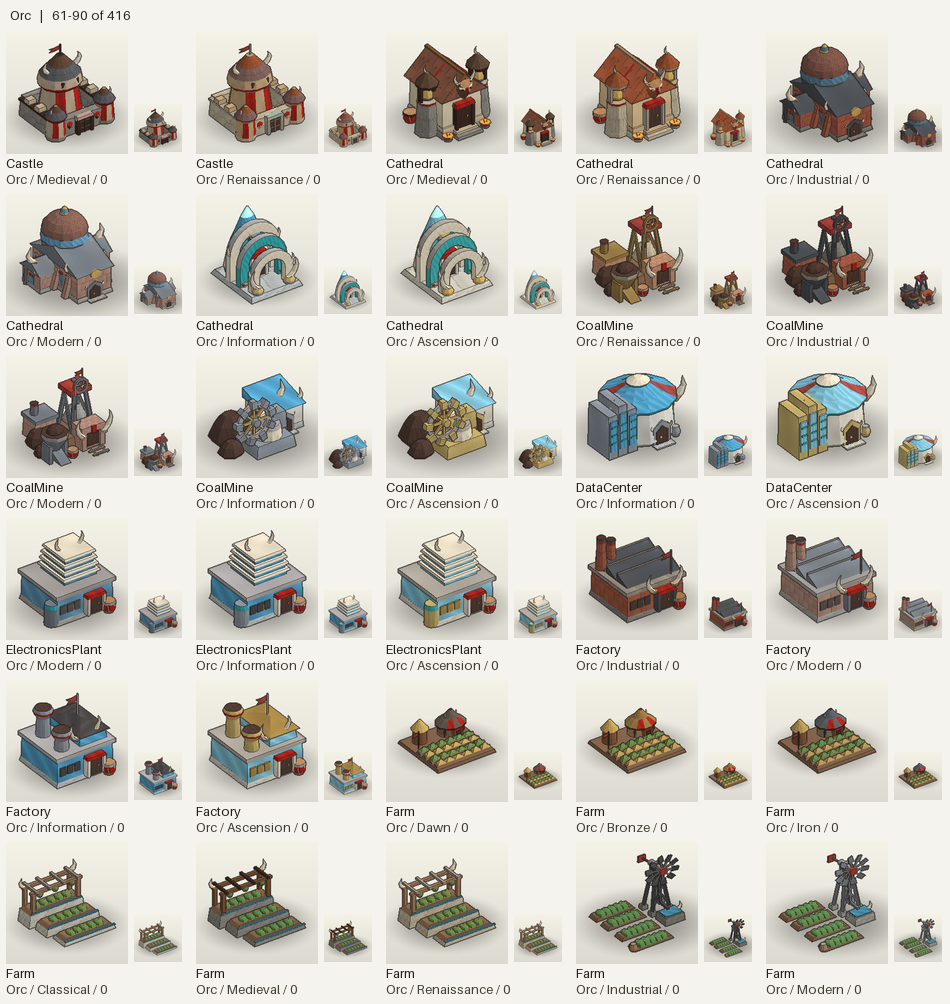 Orc | 61-90 of 416
Castle
Orc / Medieval / 0
Castle
Orc / Renaissance / 0
Cathedral
Orc / Medieval / 0
Cathedral
Orc / Renaissance / 0
Cathedral
Orc / Industrial / 0
Cathedral
Orc / Modern / 0
Cathedral
Orc / Information / 0
Cathedral
Orc / Ascension / 0
CoalMine
Orc / Renaissance / 0
CoalMine
Orc / Industrial / 0
CoalMine
Orc / Modern / 0
CoalMine
Orc / Information / 0
CoalMine
Orc / Ascension / 0
DataCenter
Orc / Information / 0
DataCenter
Orc / Ascension / 0
ElectronicsPlant
Orc / Modern / 0
ElectronicsPlant
Orc / Information / 0
ElectronicsPlant
Orc / Ascension / 0
Factory
Orc / Industrial / 0
Factory
Orc / Modern / 0
Factory
Orc / Information / 0
Factory
Orc / Ascension / 0
Farm
Orc / Dawn / 0
Farm
Orc / Bronze / 0
Farm
Orc / Iron / 0
Farm
Orc / Classical / 0
Farm
Orc / Medieval / 0
Farm
Orc / Renaissance / 0
Farm
Orc / Industrial / 0
Farm
Orc / Modern / 0